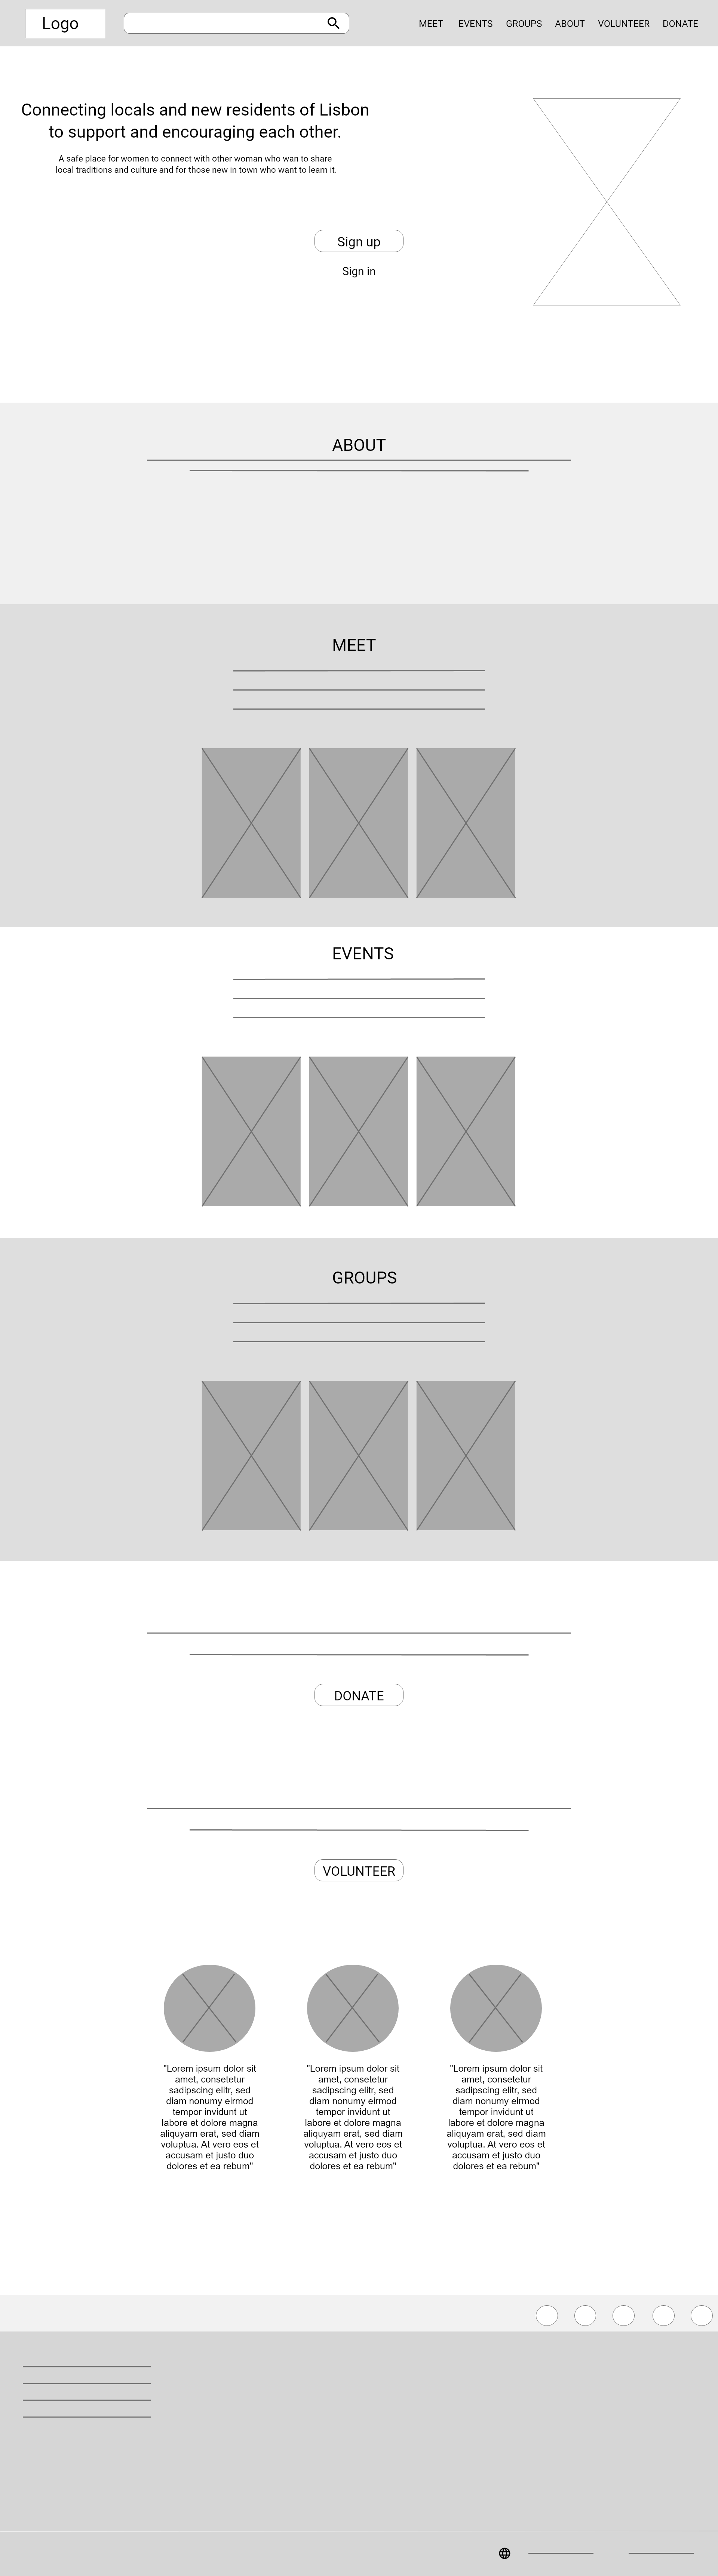 Logo
MEET EVENTS GROUPS ABOUT VOLUNTEER DONATE
Connecting locals and new residents of Lisbon
to support and encouraging each other.
A safe place for women to connect with other woman who wan to share
local traditions and culture and for those new in town who want to learn it.
Sign up
Sign in
ABOUT
MEET
EVENTS
GROUPS
DONATE
VOLUNTEER
"Lorem ipsum dolor sit
amet, consetetur
sadipscing elitr, sed
diam nonumy eirmod
tempor invidunt ut
labore et dolore magna
aliquyam erat, sed diam
voluptua. At vero eos et
accusam et justo duo
dolores et ea rebum"
"Lorem ipsum dolor sit
amet, consetetur
sadipscing elitr, sed
diam nonumy eirmod
tempor invidunt ut
labore et dolore magna
aliquyam erat, sed diam
voluptua. At vero eos et
accusam et justo duo
dolores et ea rebum"
"Lorem ipsum dolor sit
amet, consetetur
sadipscing elitr, sed
diam nonumy eirmod
tempor invidunt ut
labore et dolore magna
aliquyam erat, sed diam
voluptua. At vero eos et
accusam et justo duo
dolores et ea rebum"